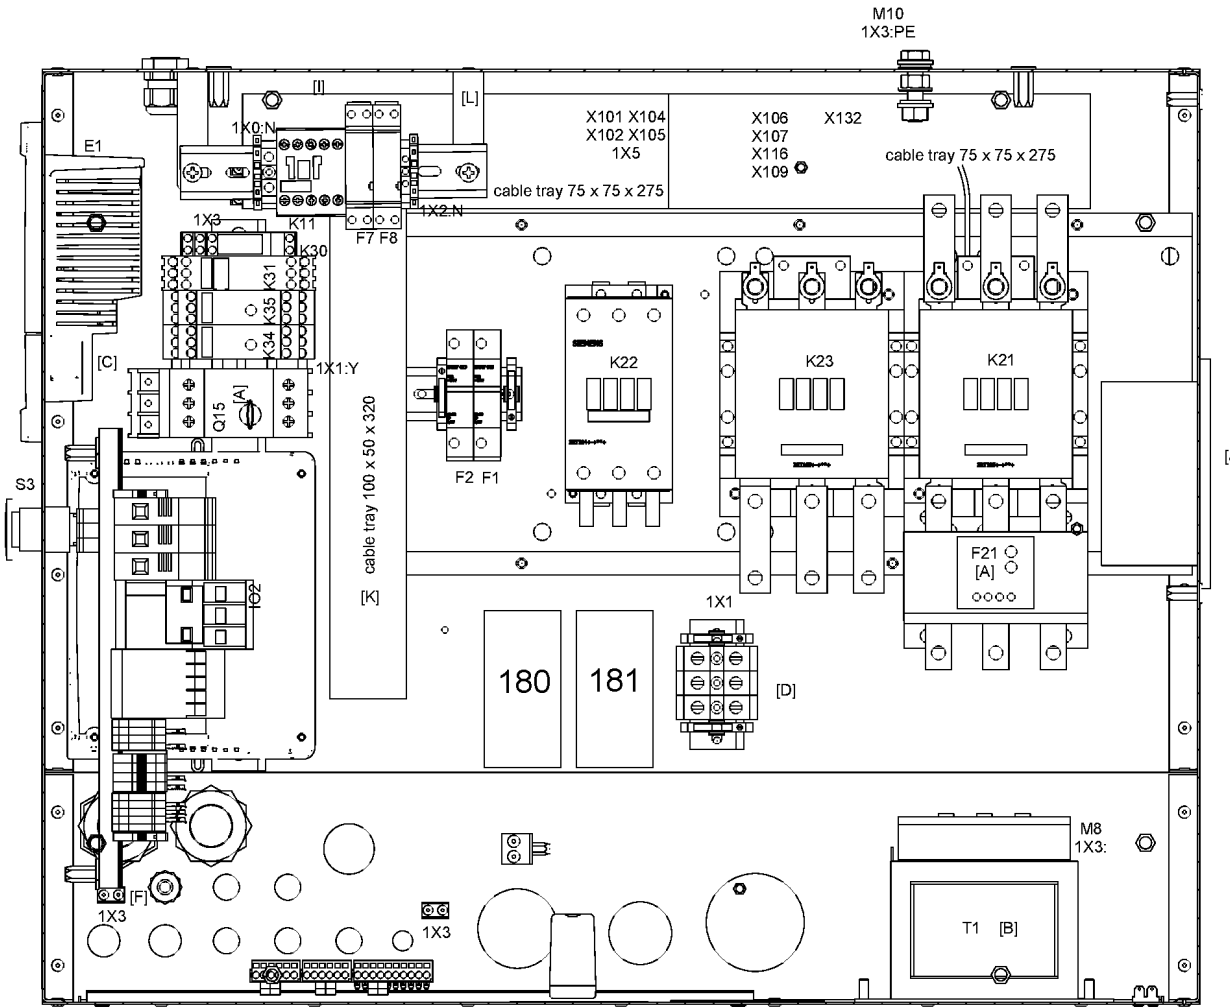 M10
1X3:PE
[I]
[L]
1X0:N
X101 X104
X102 X105
1X5
X106
X132
X107
X116
X109
E1
cable tray 75 x 75 x 275
cable tray 75 x 75 x 275
1X2:N
1X3
K11
F7 F8
K30
K31
K35
K34
[C]
1X1:Y
[A]
Q15
SIEMENS
K22
K23
K21
F2 F1
cable tray 100 x 50 x 320
[K]
S3
F21
[A]
IO2
1X1
180
181
[D]
M8
1X3:
[F]
1X3
1X3
T1
[B]